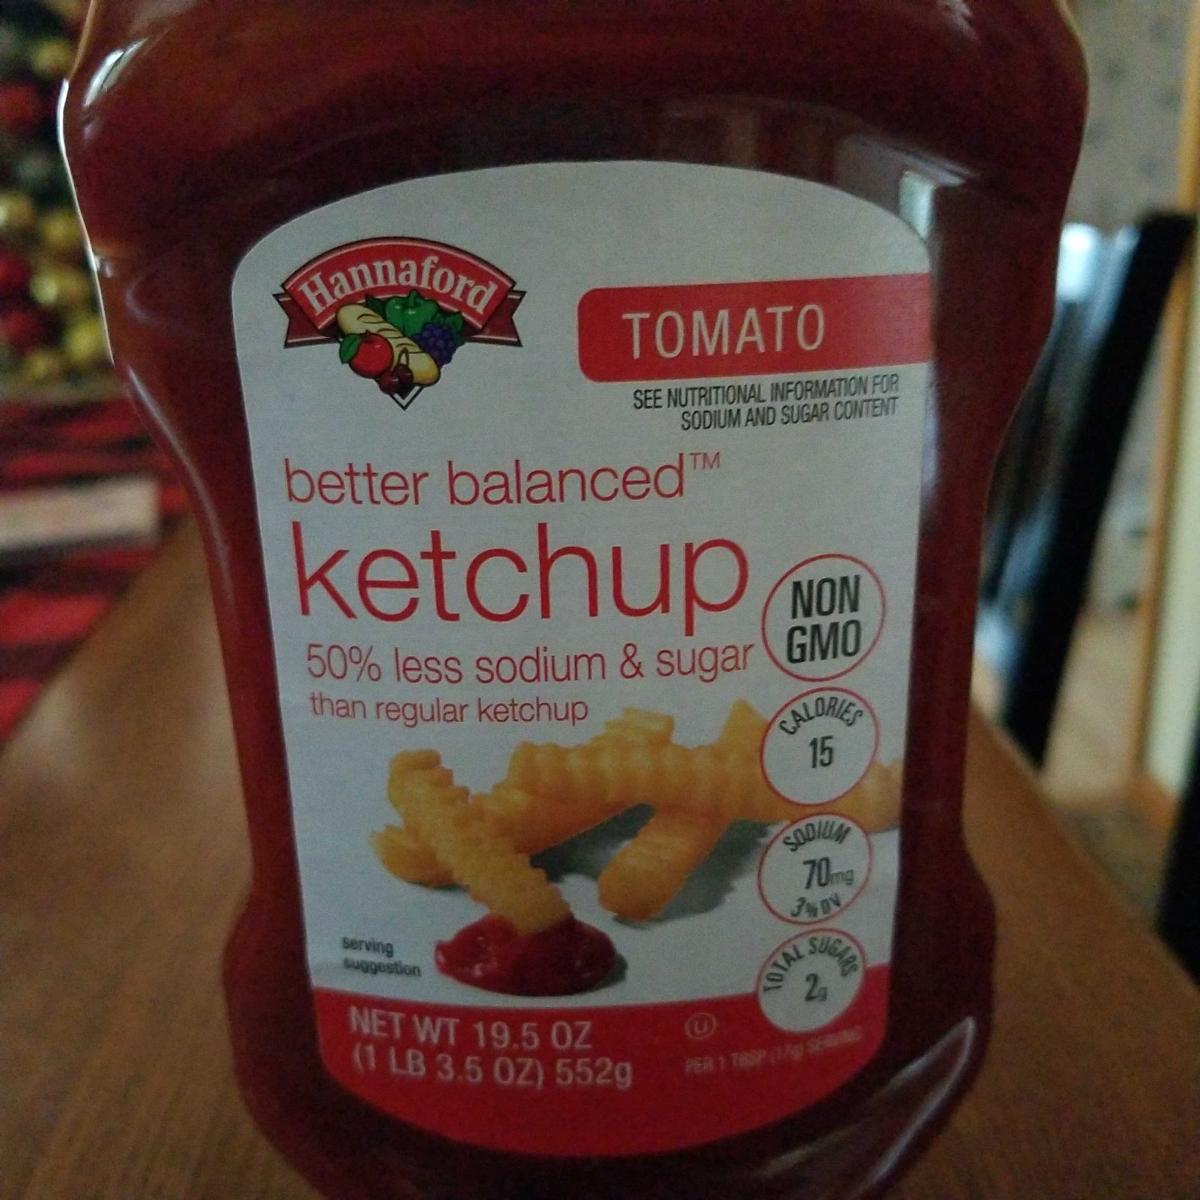 Hannaford
TOMATO
SEE NUTRITIONAL INFORMATION FOR
SODIUM AND SUGAR CONTENT
better balanced™
ketchup
50% less sodium & sugar
than regular ketchup
NON
GMO
CALORIES
15
SODIUM
70mg
3% DV
TOTAL SUGARS
2g
serving
suggestion
NET WT 19.5 OZ
(1 LB 3.5 OZ) 552g
U
PER 1 TBSP (17g) SERVING